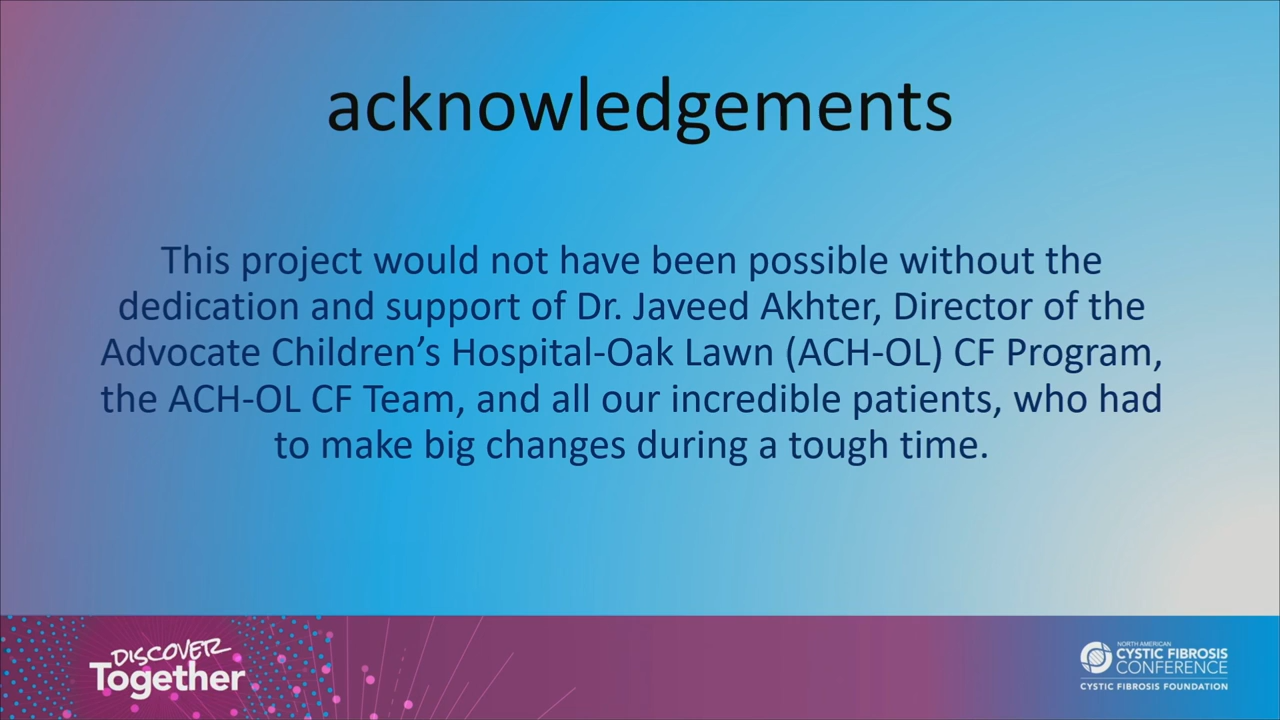 acknowledgements
This project would not have been possible without the
dedication and support of Dr. Javeed Akhter, Director of the
Advocate Children’s Hospital-Oak Lawn (ACH-OL) CF Program,
the ACH-OL CF Team, and all our incredible patients, who had
to make big changes during a tough time.
DISCOVER
Together
NORTH AMERICAN
CYSTIC FIBROSIS
CONFERENCE
CYSTIC FIBROSIS FOUNDATION